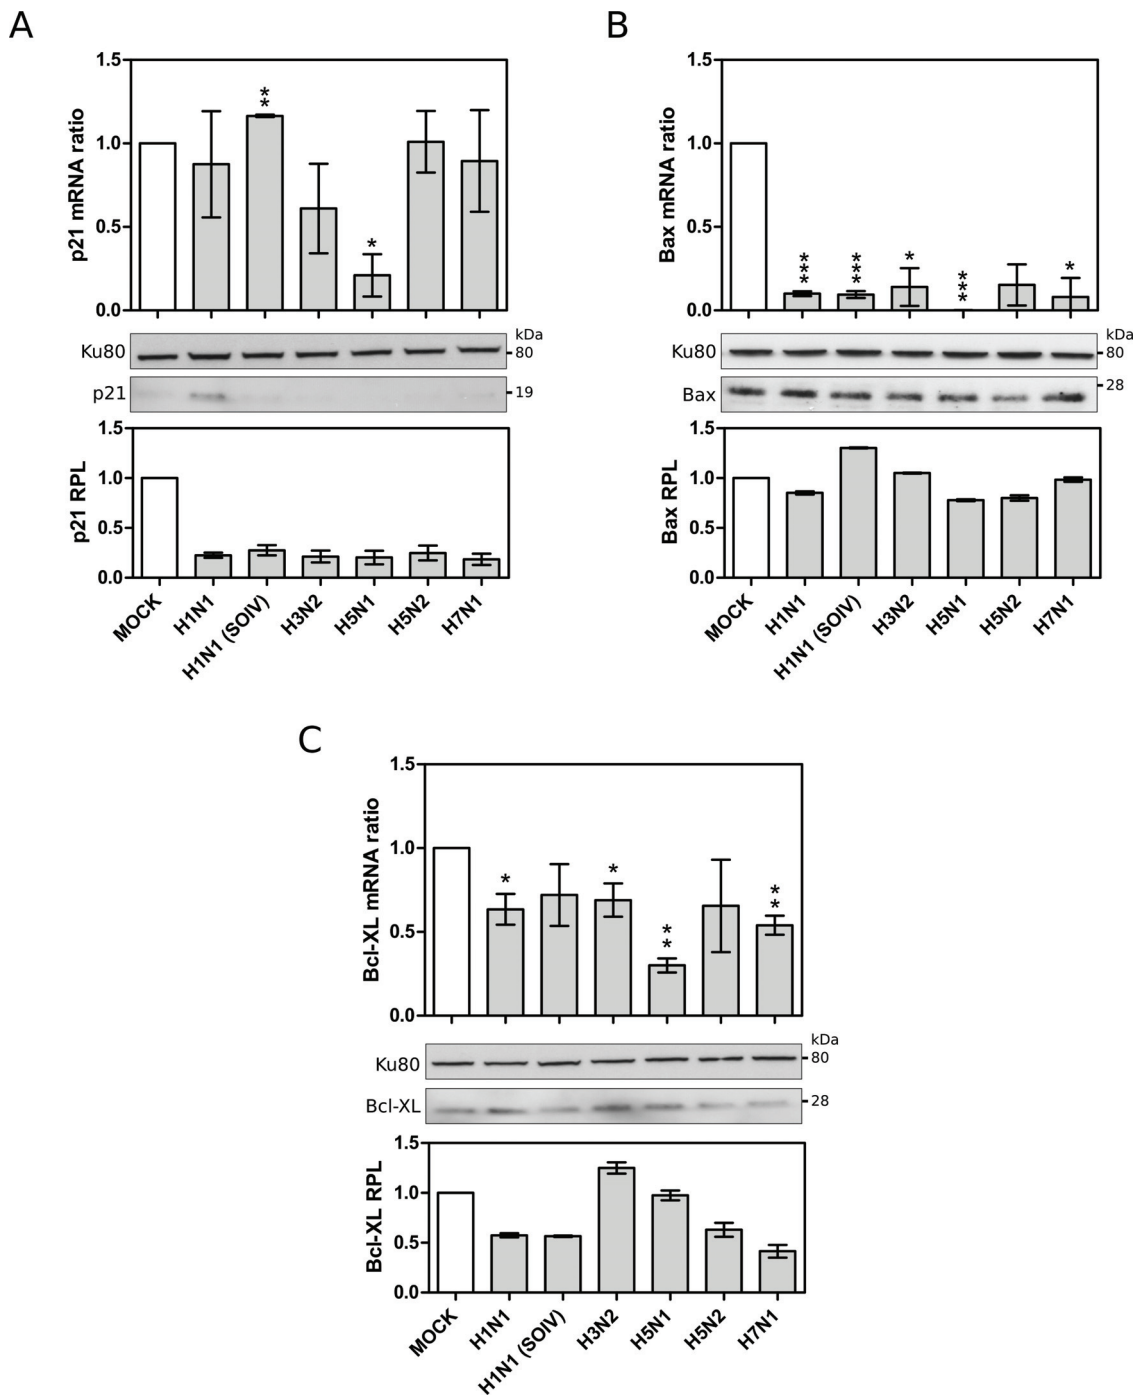 A
p21 mRNA ratio
1.5
1.0
0.5
0.0
**
*
kDa
Ku80
80
p21
19
p21 RPL
1.5
1.0
0.5
0.0
MOCK
H1N1
H1N1 (SOIV)
H3N2
H5N1
H5N2
H7N1
B
Bax mRNA ratio
1.5
1.0
0.5
0.0
***
***
*
***
*
kDa
Ku80
80
Bax
28
Bax RPL
1.5
1.0
0.5
0.0
MOCK
H1N1
H1N1 (SOIV)
H3N2
H5N1
H5N2
H7N1
C
Bcl-XL mRNA ratio
1.5
1.0
0.5
0.0
*
*
**
**
kDa
Ku80
80
Bcl-XL
28
Bcl-XL RPL
1.5
1.0
0.5
0.0
MOCK
H1N1
H1N1 (SOIV)
H3N2
H5N1
H5N2
H7N1